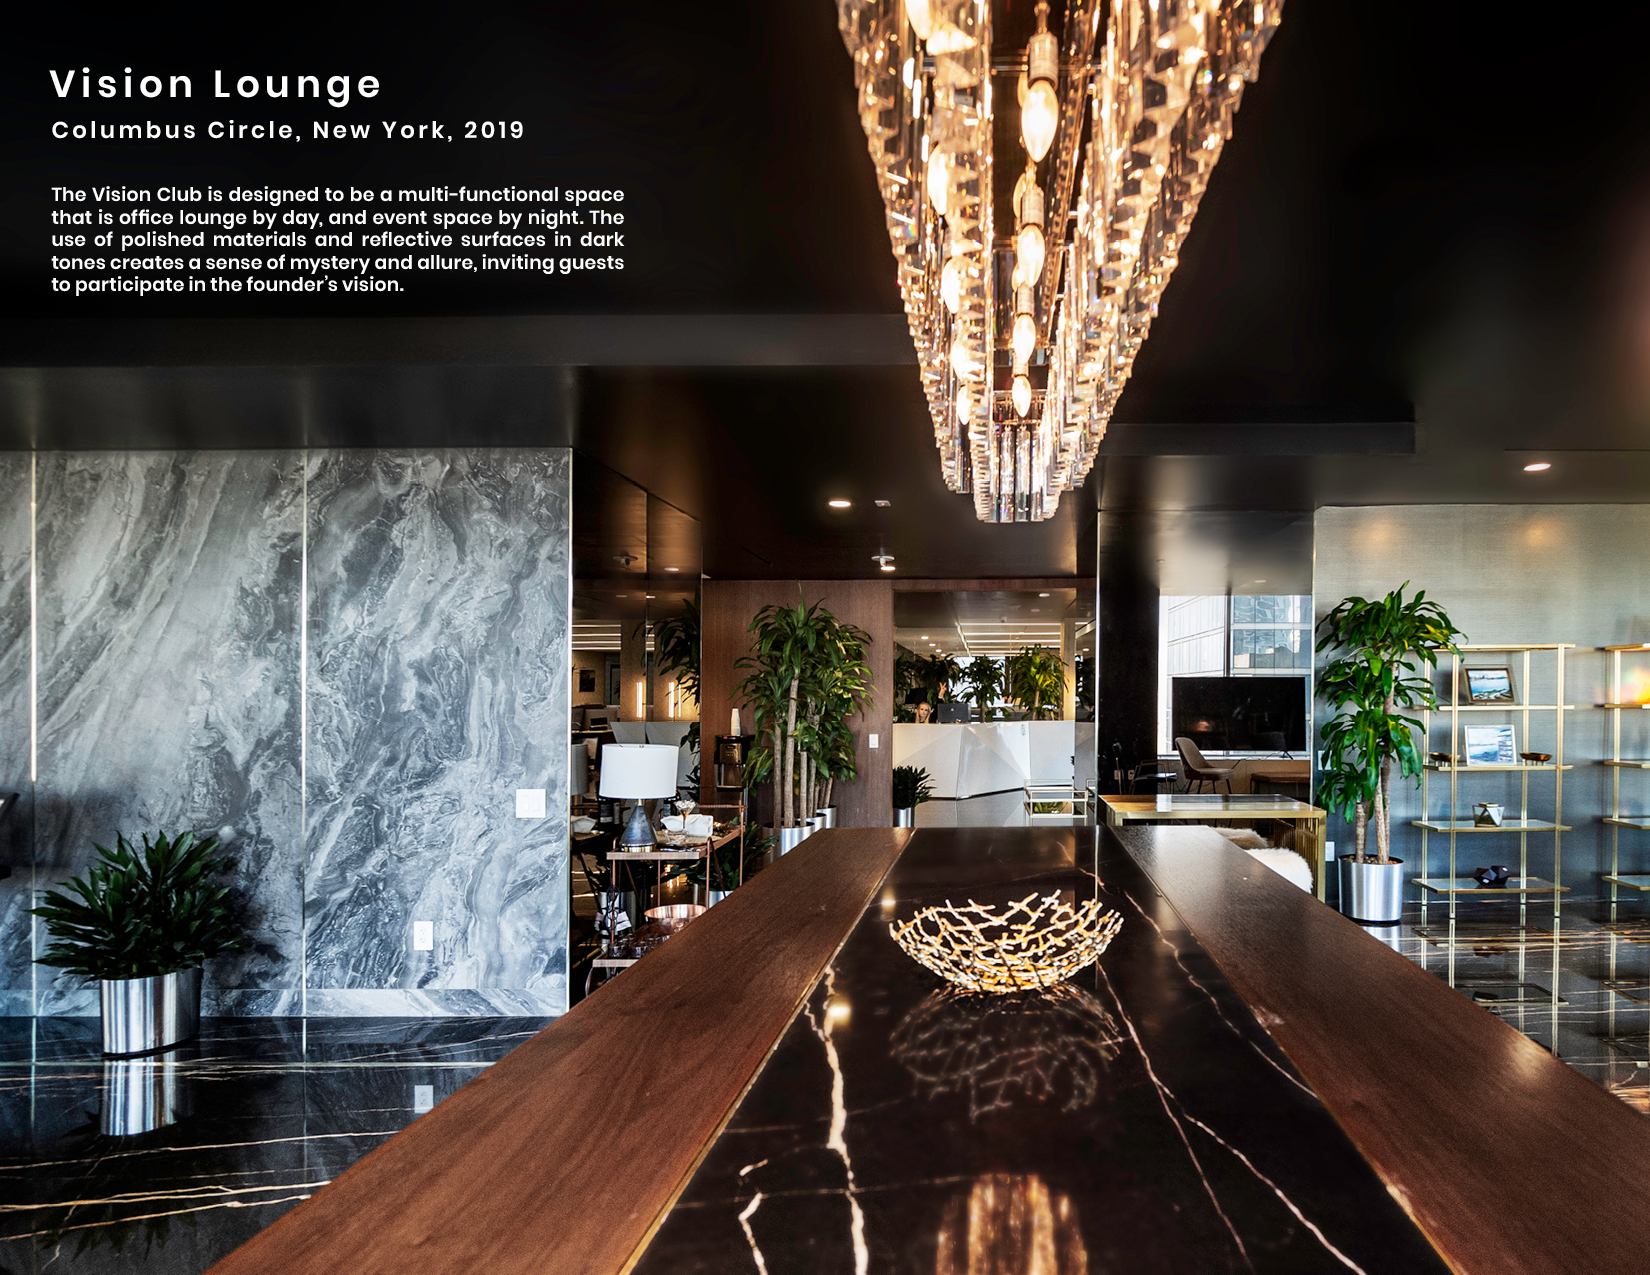 Vision Lounge
Columbus Circle, New York, 2019
The Vision Club is designed to be a multi-functional space
that is office lounge by day, and event space by night. The
use of polished materials and reflective surfaces in dark
tones creates a sense of mystery and allure, inviting guests
to participate in the founder’s vision.